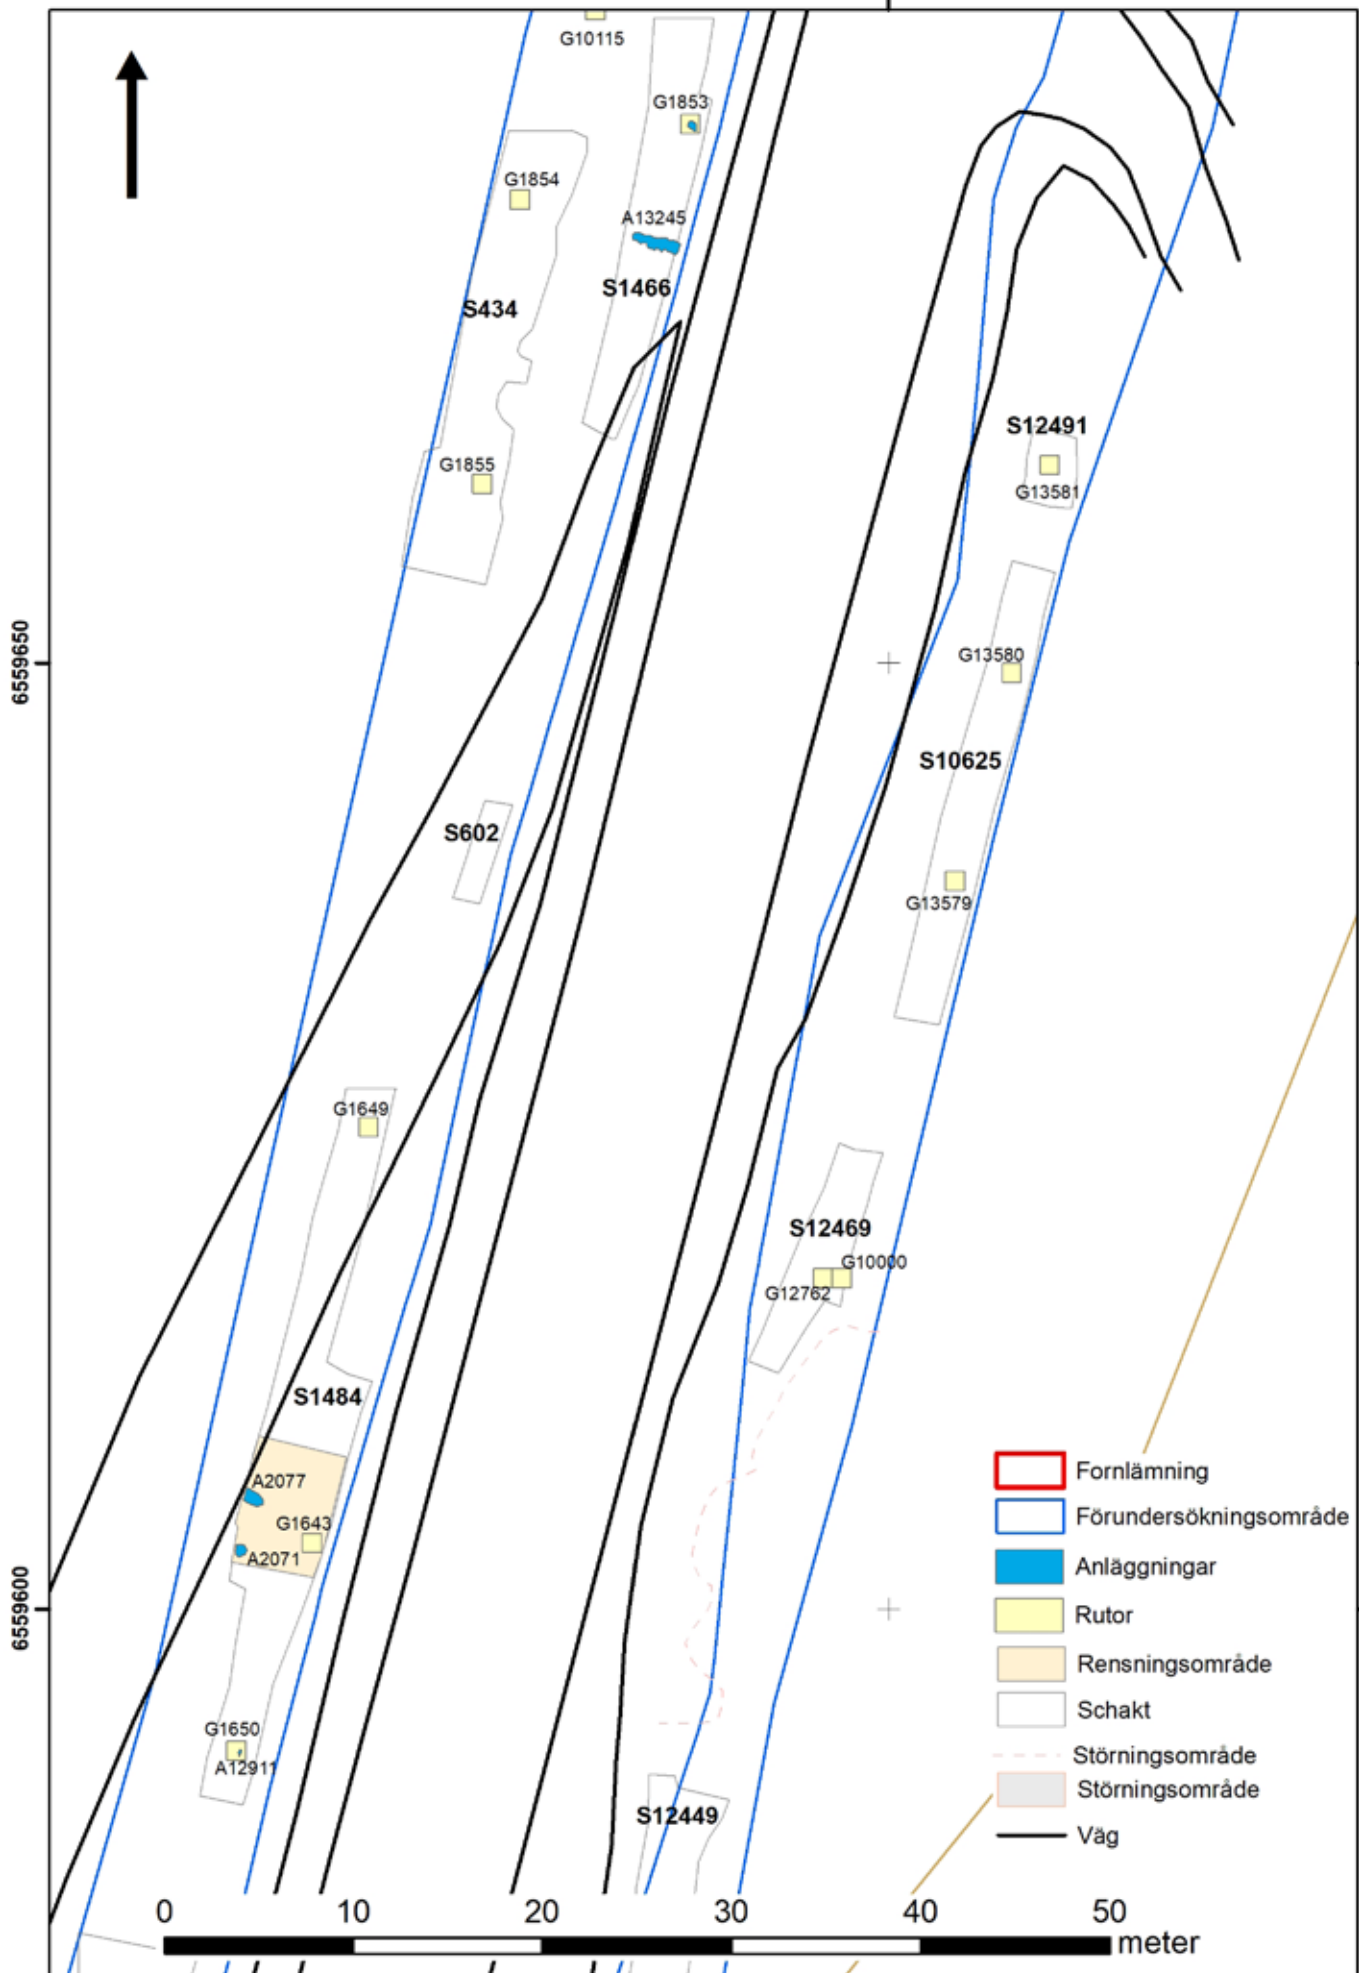 G10115
G1853
G1854
A13245
S1466
S434
S12491
G1855
G13581
6559650
G13580
S10625
S602
G13579
G1649
S12469
G10000
G12762
S1484
A2077
G1643
A2071
6559600
G1650
A12911
S12449
Fornlämning
Förundersökningsområde
Anläggningar
Rutor
Rensningsområde
Schakt
Störningsområde
Störningsområde
Väg
0 10 20 30 40 50
meter